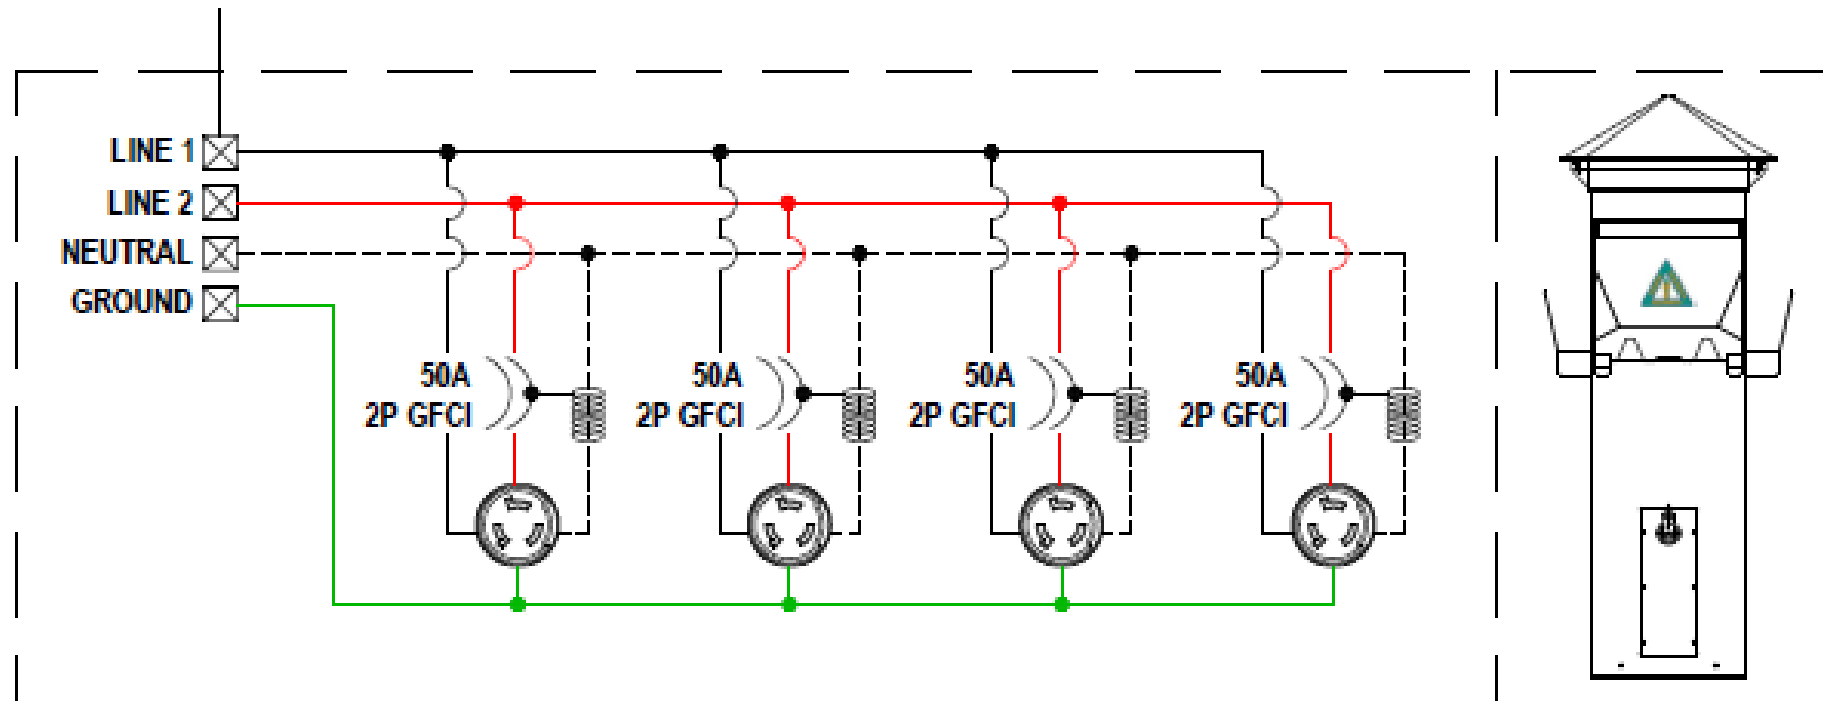 LINE 1
LINE 2
NEUTRAL
GROUND
50A
2P GFCI
50A
2P GFCI
50A
2P GFCI
50A
2P GFCI